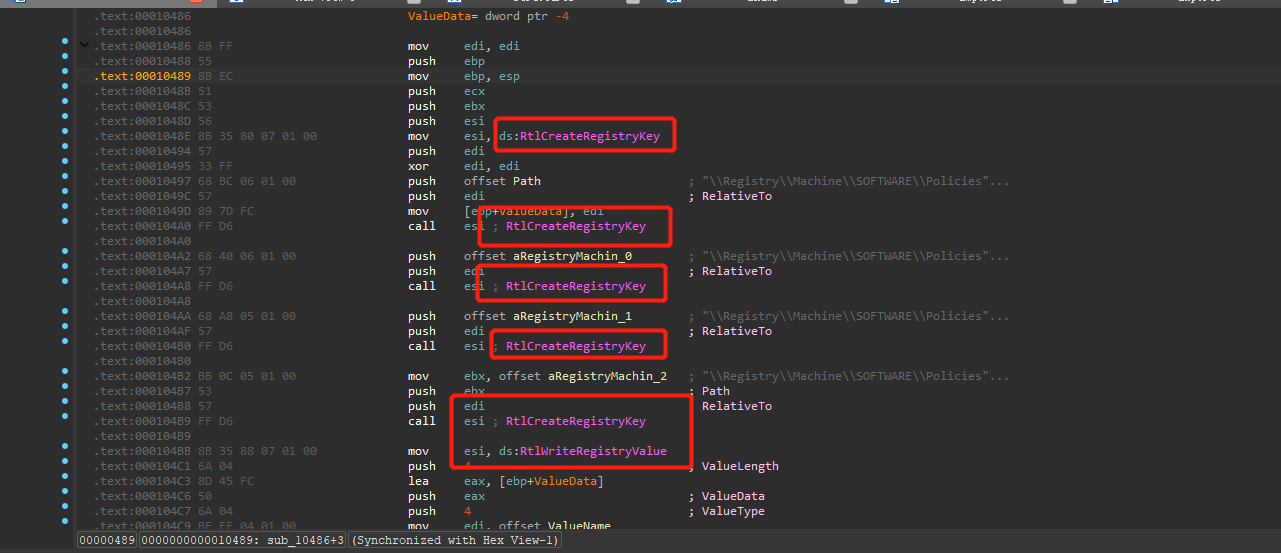 .text:00010486 ValueData= dword ptr -4
.text:00010486
.text:00010486 8B FF mov edi, edi
.text:00010488 55 push ebp
.text:00010489 8B EC mov ebp, esp
.text:0001048B 51 push ecx
.text:0001048C 53 push ebx
.text:0001048D 56 push esi
.text:0001048E 8B 35 80 07 01 00 mov esi, ds:RtlCreateRegistryKey
.text:00010494 57 push edi
.text:00010495 33 FF xor edi, edi
.text:00010497 68 BC 06 01 00 push offset Path ; "\\Registry\\Machine\\SOFTWARE\\Policies"...
.text:0001049C 57 push edi ; RelativeTo
.text:0001049D 89 7D FC mov [ebp+ValueData], edi
.text:000104A0 FF D6 call esi ; RtlCreateRegistryKey
.text:000104A0
.text:000104A2 68 40 06 01 00 push offset aRegistryMachin_0 ; "\\Registry\\Machine\\SOFTWARE\\Policies"...
.text:000104A7 57 push edi ; RelativeTo
.text:000104A8 FF D6 call esi ; RtlCreateRegistryKey
.text:000104A8
.text:000104AA 68 A8 05 01 00 push offset aRegistryMachin_1 ; "\\Registry\\Machine\\SOFTWARE\\Policies"...
.text:000104AF 57 push edi ; RelativeTo
.text:000104B0 FF D6 call esi ; RtlCreateRegistryKey
.text:000104B0
.text:000104B2 BB 0C 05 01 00 mov ebx, offset aRegistryMachin_2 ; "\\Registry\\Machine\\SOFTWARE\\Policies"...
.text:000104B7 53 push ebx ; Path
.text:000104B8 57 push edi ; RelativeTo
.text:000104B9 FF D6 call esi ; RtlCreateRegistryKey
.text:000104B9
.text:000104BB 8B 35 88 07 01 00 mov esi, ds:RtlWriteRegistryValue
.text:000104C1 6A 04 push 4 ; ValueLength
.text:000104C3 8D 45 FC lea eax, [ebp+ValueData]
.text:000104C6 50 push eax ; ValueData
.text:000104C7 6A 04 push 4 ; ValueType
.text:000104C9 BF FE 04 01 00 mov edi, offset ValueName
00000489 0000000000010489: sub_10486+3 (Synchronized with Hex View-1)